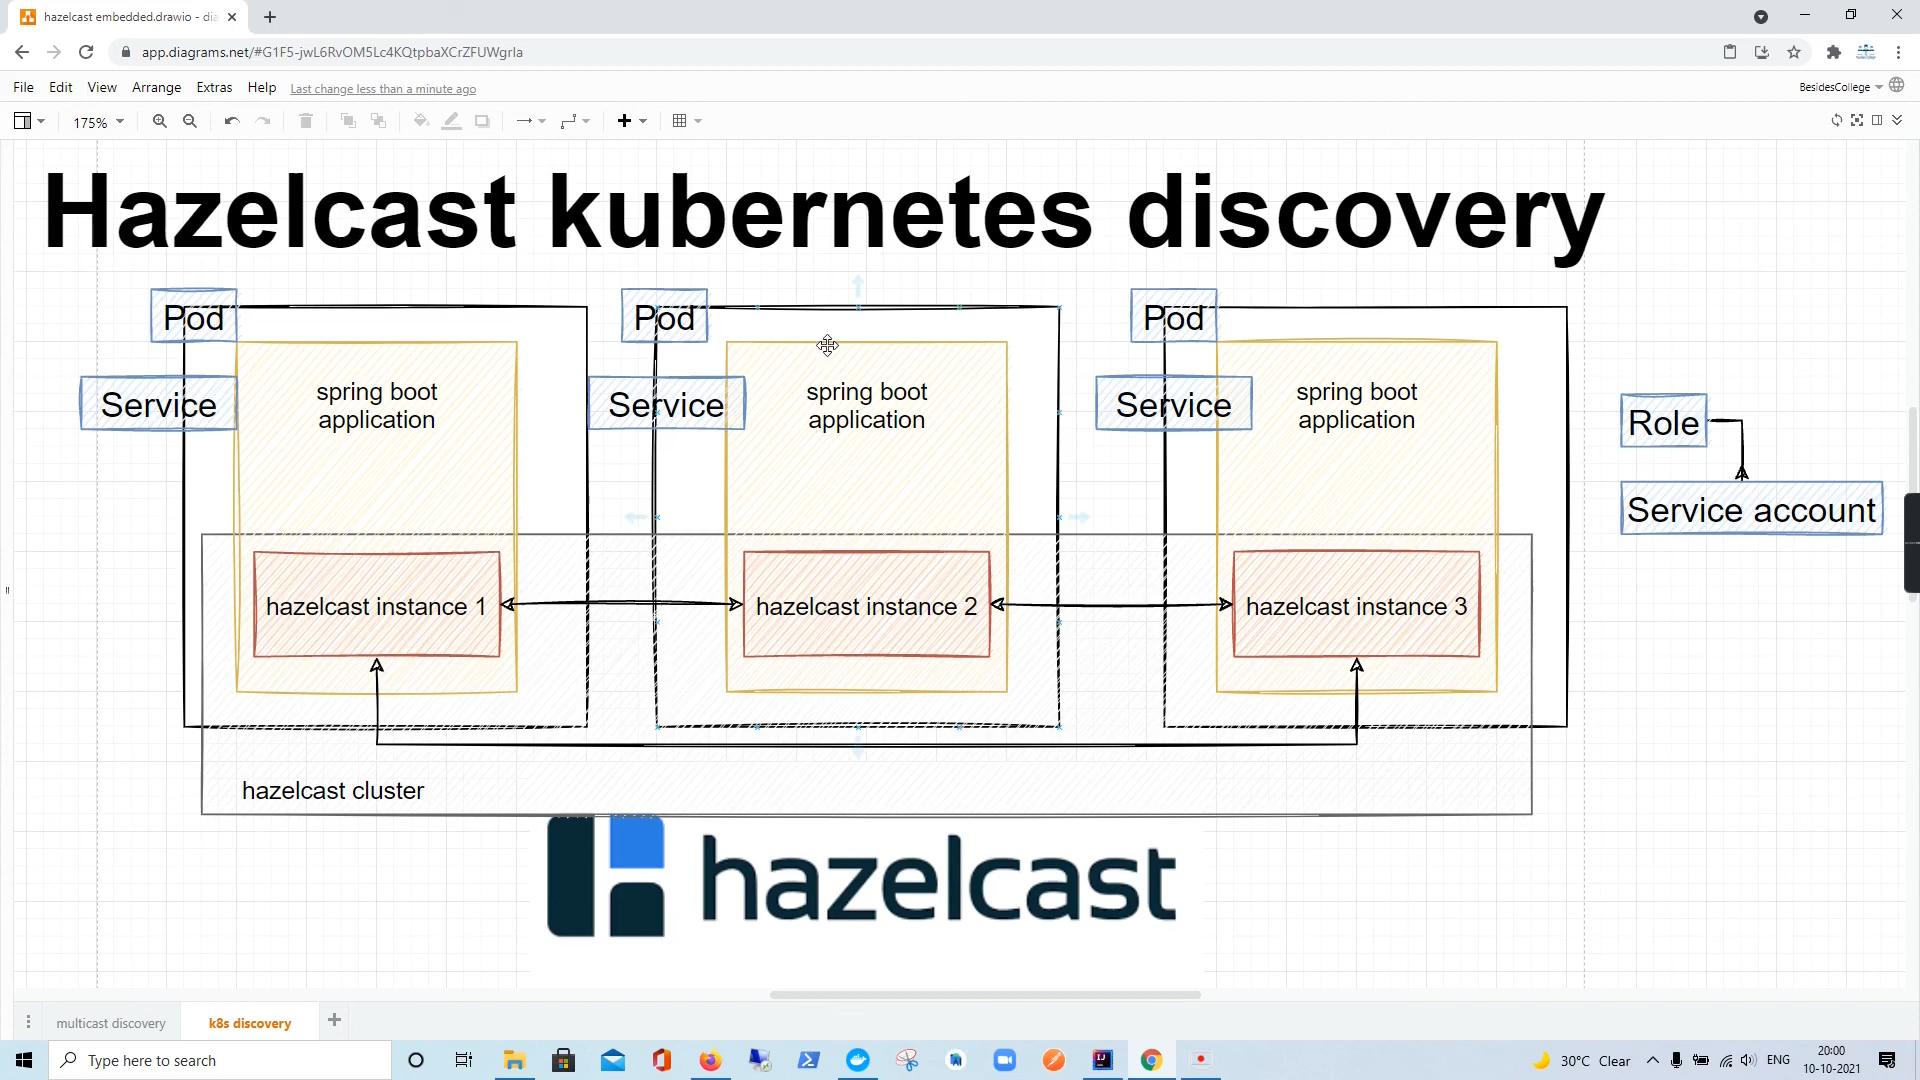 hazelcast embedded.drawio - dia
app.diagrams.net/#G1F5-jwL6RvOM5Lc4KQtpbaXCrZFUWgrIa
File Edit View Arrange Extras Help Last change less than a minute ago
BesidesCollege
175%
Hazelcast kubernetes discovery
Pod
Pod
Pod
Service
spring boot
application
Service
spring boot
application
Service
spring boot
application
Role
Service account
hazelcast instance 1
hazelcast instance 2
hazelcast instance 3
hazelcast cluster
hazelcast
multicast discovery
k8s discovery
Type here to search
30°C Clear
ENG
20:00
10-10-2021